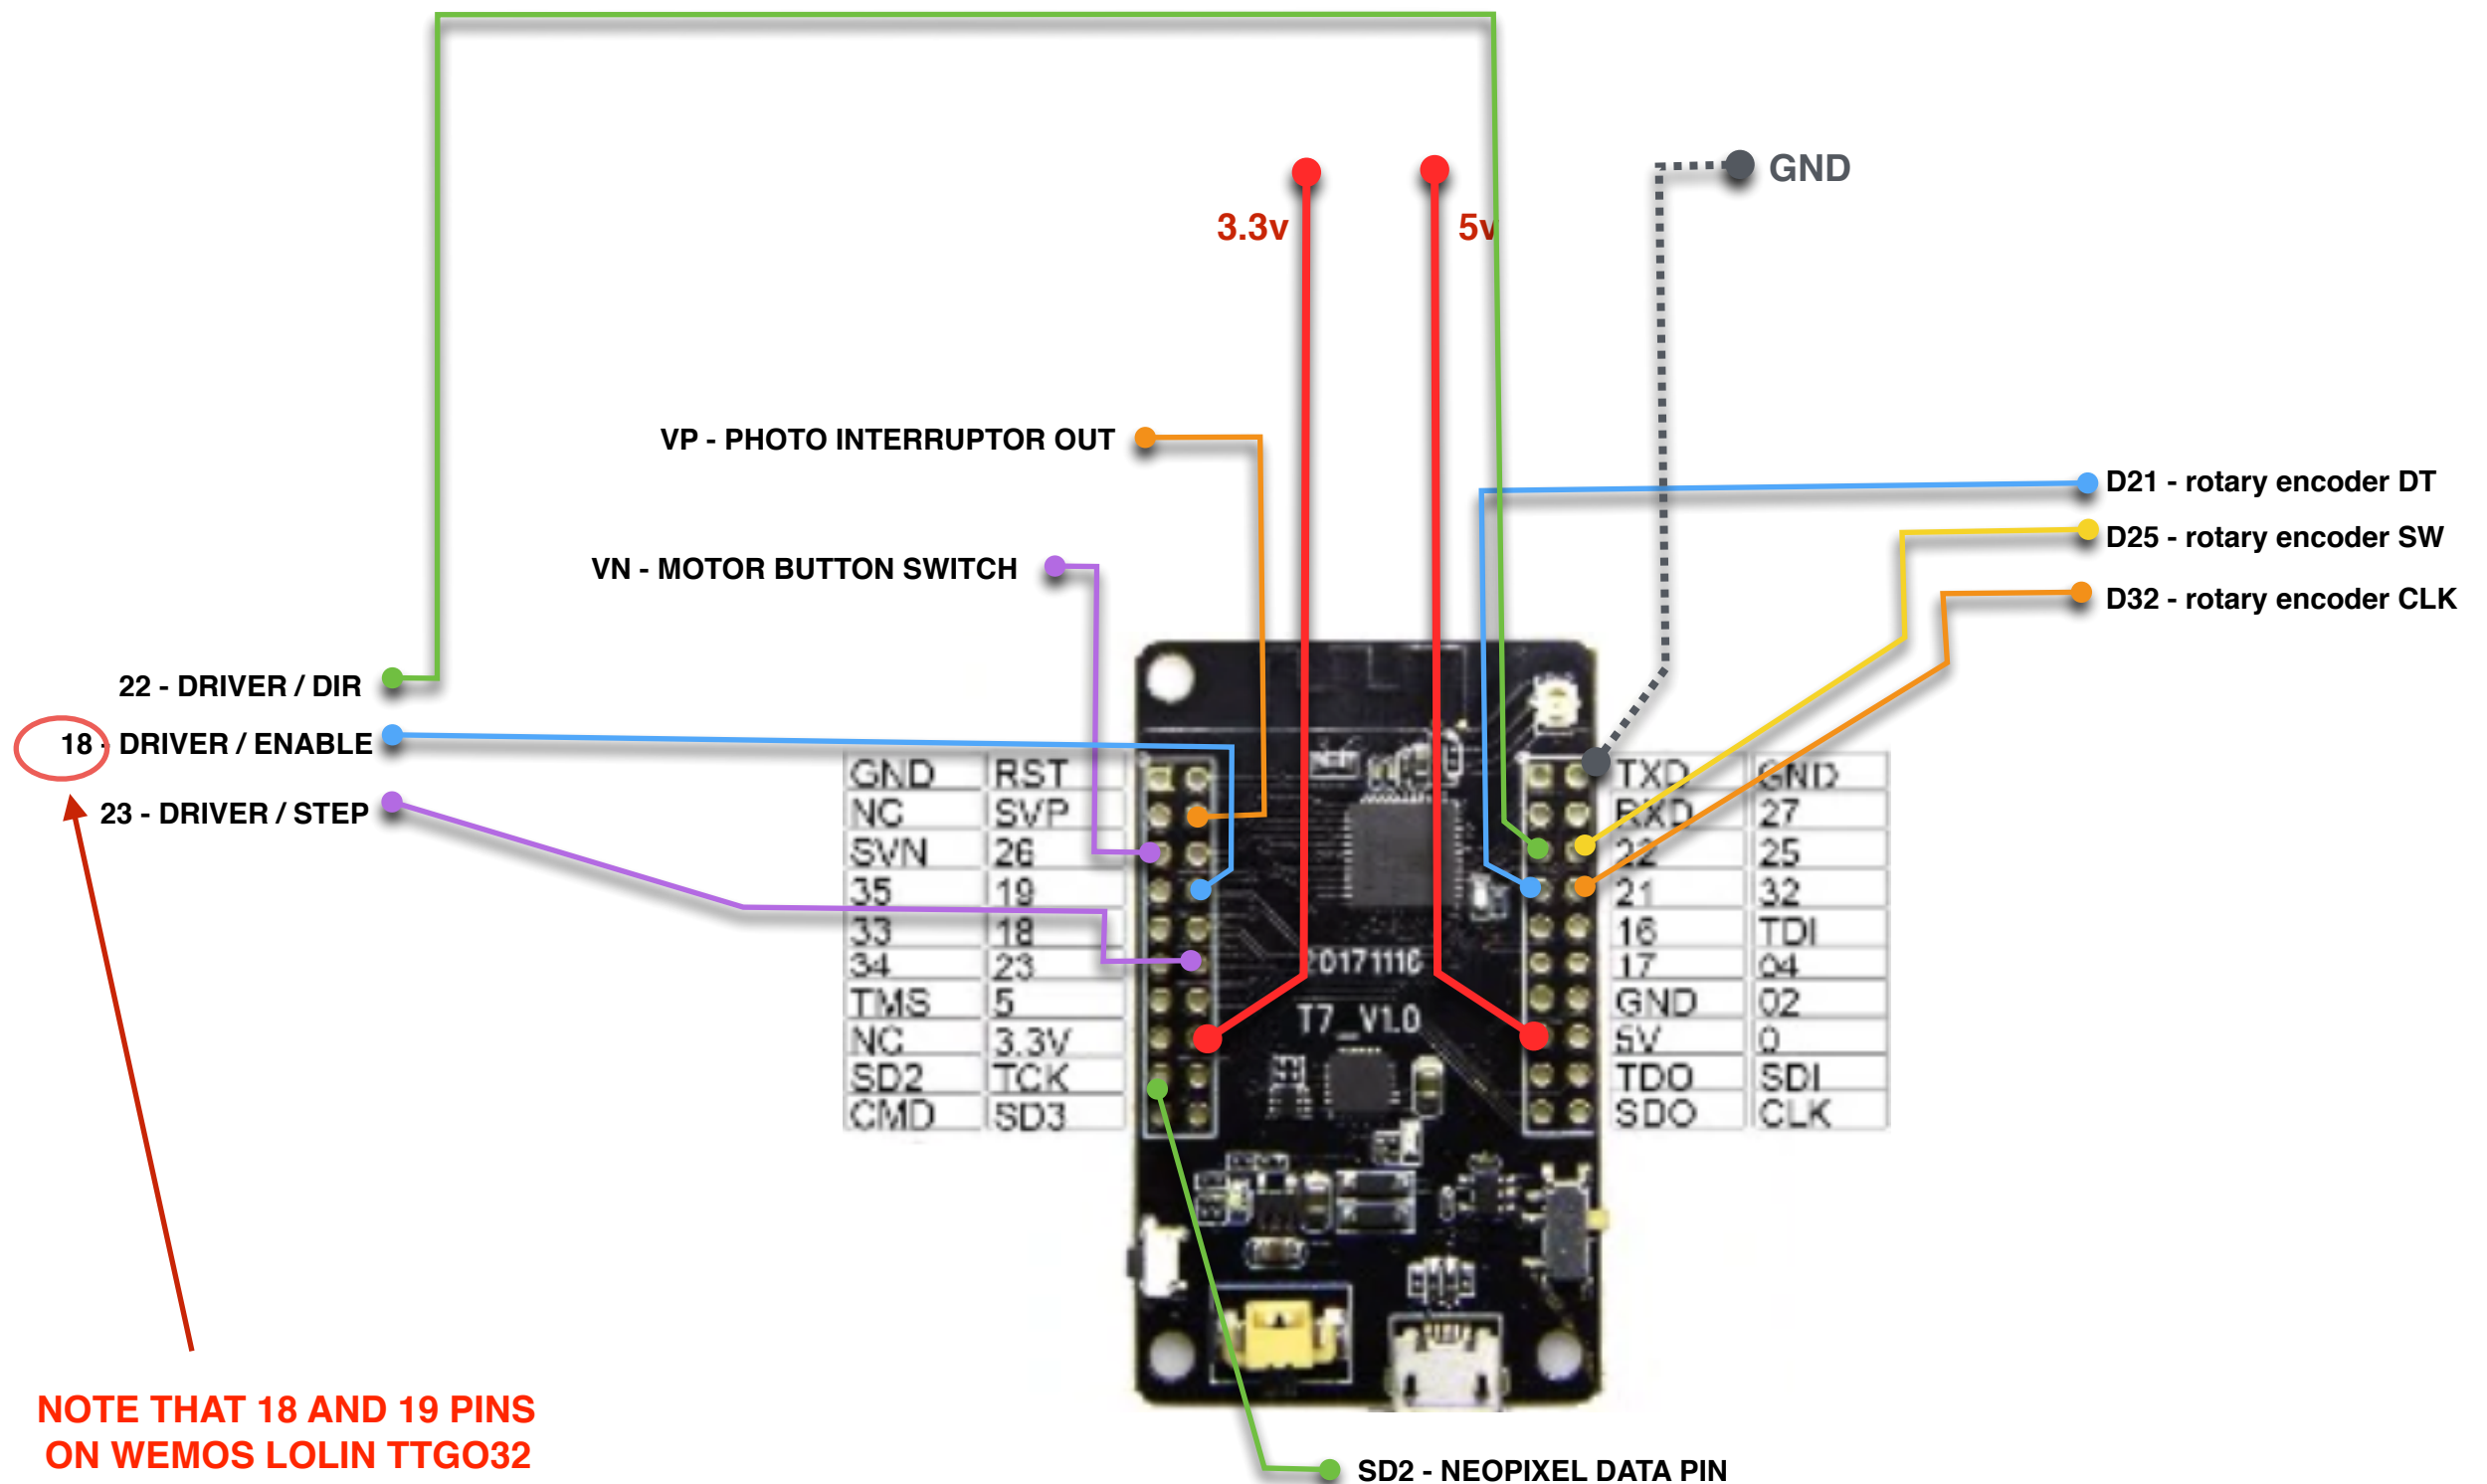 3.3v
5v
GND
VP - PHOTO INTERRUPTOR OUT
VN - MOTOR BUTTON SWITCH
D21 - rotary encoder DT
D25 - rotary encoder SW
D32 - rotary encoder CLK
22 - DRIVER / DIR
18 - DRIVER / ENABLE
23 - DRIVER / STEP
GND RST
NC SVP
SVN 26
35 19
33 18
34 23
TMS 5
NC 3.3V
SD2 TCK
CMD SD3
20171116
T7_V1.0
TXD GND
RXD 27
22 25
21 32
16 TDI
17 04
GND 02
5V 0
TDO SDI
SDO CLK
NOTE THAT 18 AND 19 PINS
ON WEMOS LOLIN TTGO32
SD2 - NEOPIXEL DATA PIN